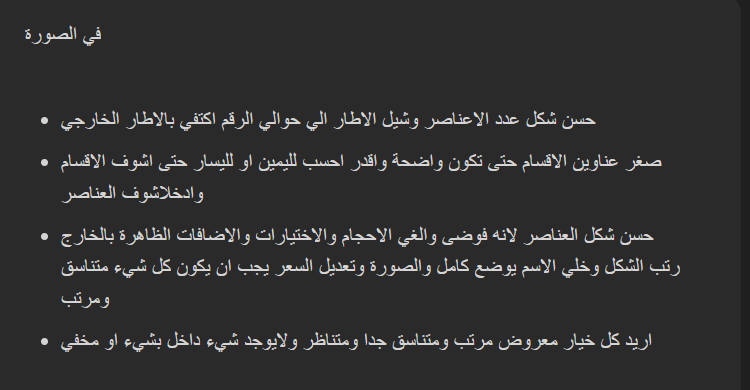 في الصورة
حسن شكل عدد الاعناصر وشيل الاطار الي حوالي الرقم اكتفي بالاطار الخارجي
صغر عناوين الاقسام حتى تكون واضحة واقدر احسب لليمين او لليسار حتى اشوف الاقسام
وادخلاشوف العناصر
حسن شكل العناصر لانه فوضى والغي الاحجام والاختيارات والاضافات الظاهرة بالخارج
رتب الشكل وخلي الاسم يوضع كامل والصورة وتعديل السعر يجب ان يكون كل شيء متناسق
ومرتب
اريد كل خيار معروض مرتب ومتناسق جدا ومتناظر ولايوجد شيء داخل بشيء او مخفي